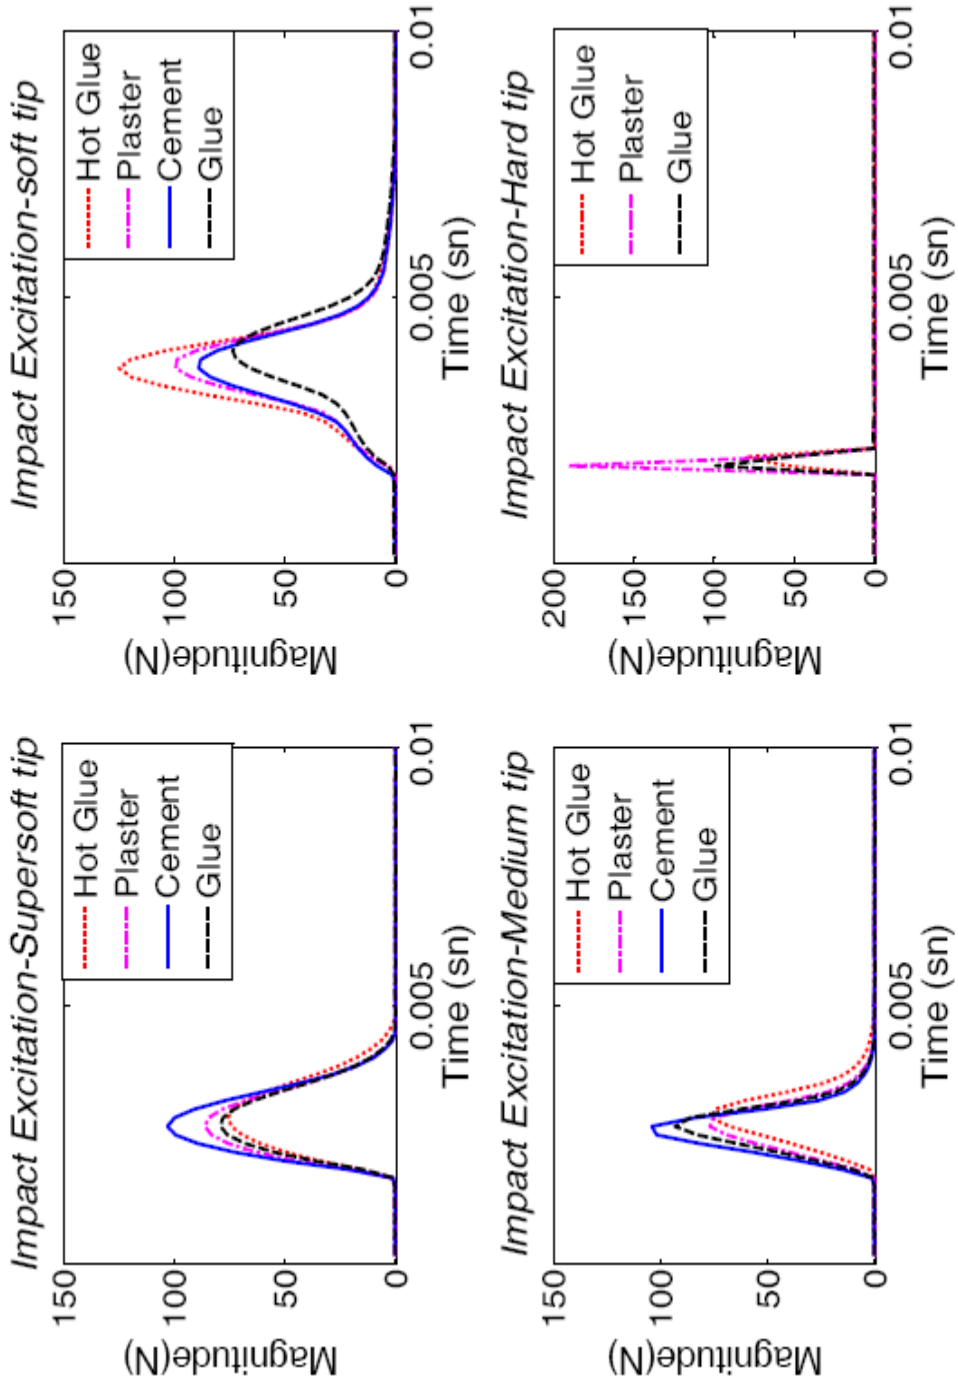 Impact Excitation-Supersoft tip
150
100
50
0
Magnitude(N)
Hot Glue
Plaster
Cement
Glue
0.005
0.01
Time (sn)
Impact Excitation-soft tip
150
100
50
0
Magnitude(N)
Hot Glue
Plaster
Cement
Glue
0.005
0.01
Time (sn)
Impact Excitation-Medium tip
150
100
50
0
Magnitude(N)
Hot Glue
Plaster
Cement
Glue
0.005
0.01
Time (sn)
Impact Excitation-Hard tip
200
150
100
50
0
Magnitude(N)
Hot Glue
Plaster
Glue
0.005
0.01
Time (sn)